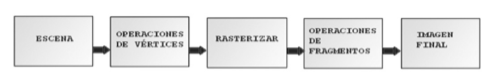 ESCENA
OPERACIONES
DE VÉRTICES
RASTERIZAR
OPERACIONES
DE
FRAGMENTOS
IMAGEN
FINAL